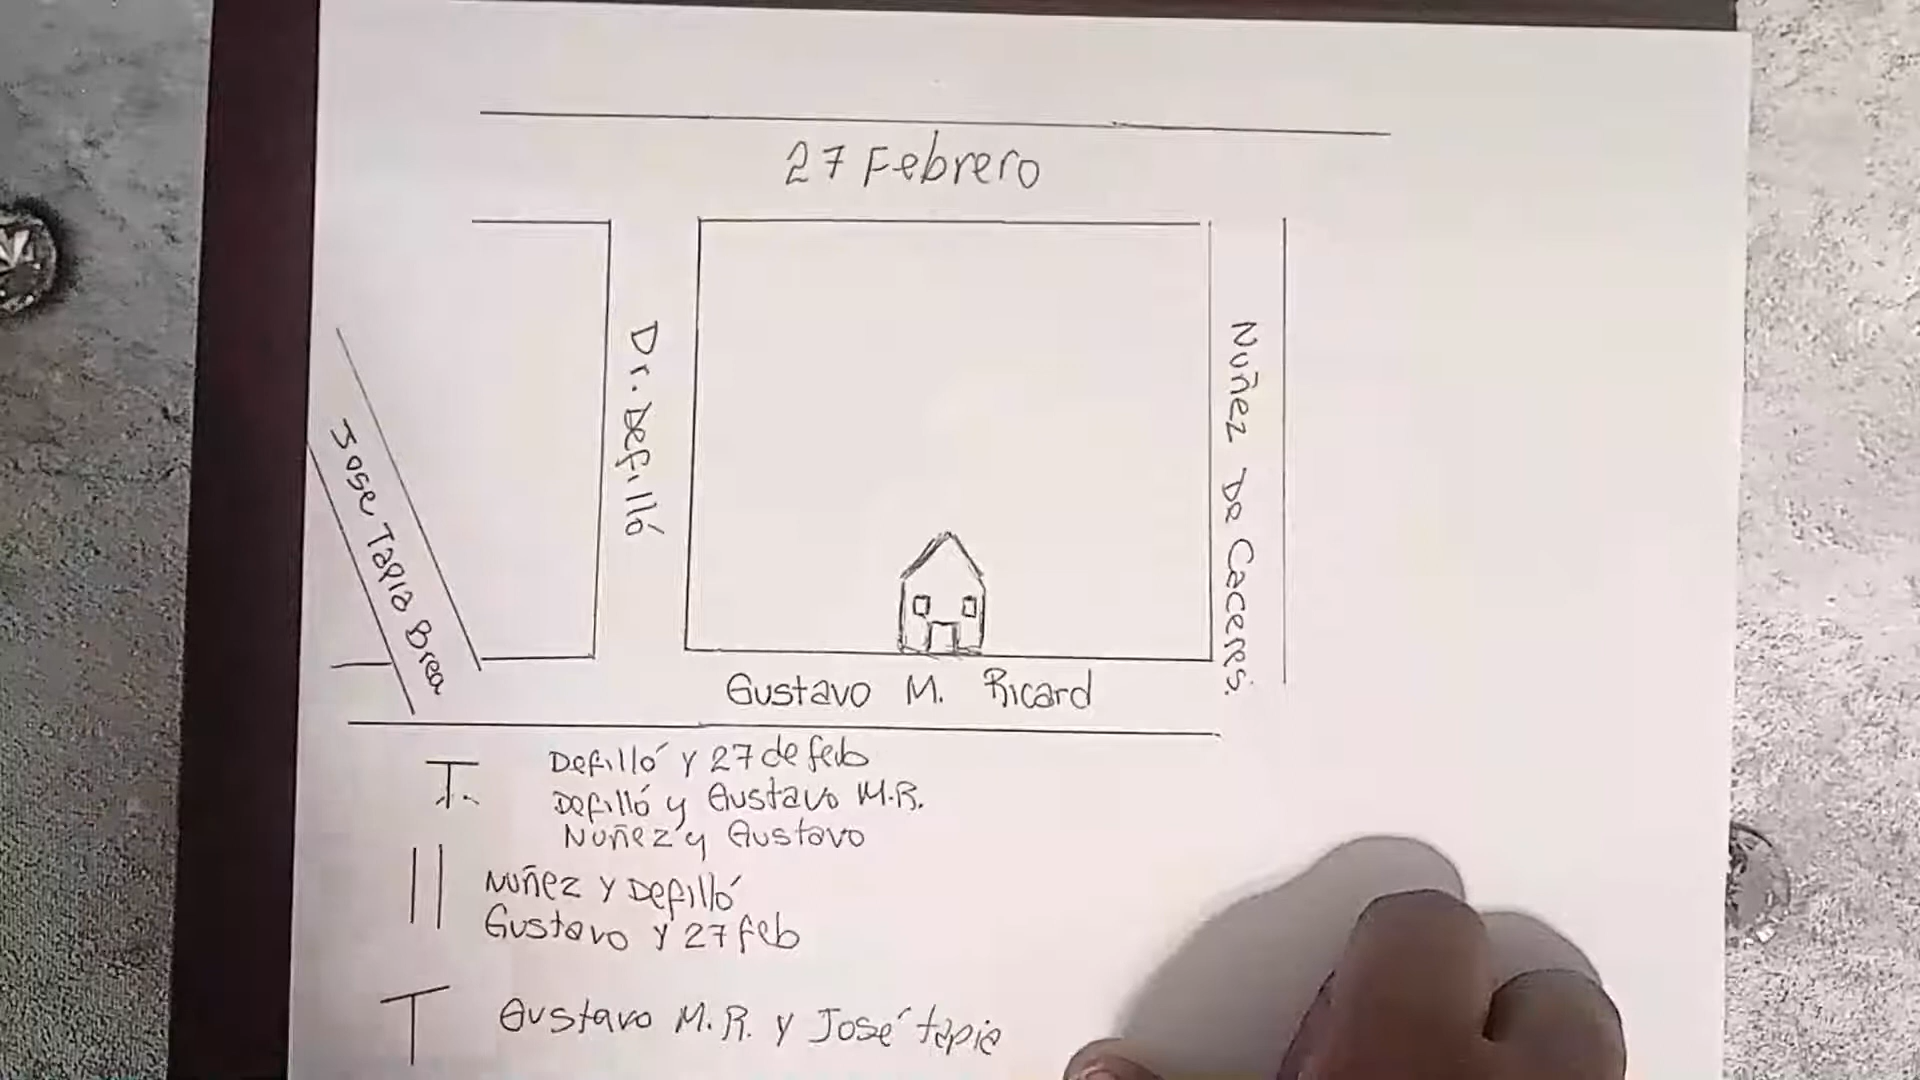 27 Febrero
Dr. Defilló
Nuñez De Caceres.
Jose Tapia Brea
Gustavo M. Ricard
Defilló y 27 de feb
Defilló y Gustavo M.R.
Nuñez y Gustavo
Nuñez y Defilló
Gustavo y 27 feb
Gustavo M.R. y José tapia